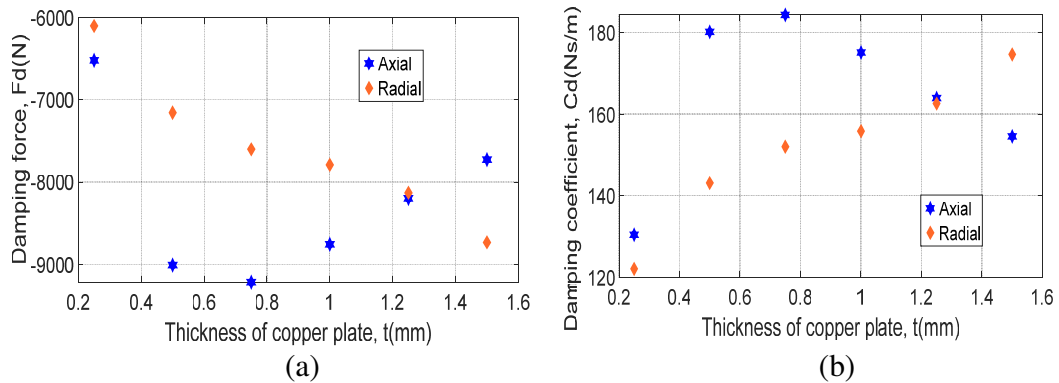 Damping force, Fd(N)
-6000
-7000
-8000
-9000
Axial
Radial
0.2 0.4 0.6 0.8 1 1.2 1.4 1.6
Thickness of copper plate, t(mm)
(a)
Damping coefficient, Cd(Ns/m)
180
160
140
120
Axial
Radial
0.2 0.4 0.6 0.8 1 1.2 1.4 1.6
Thickness of copper plate, t(mm)
(b)